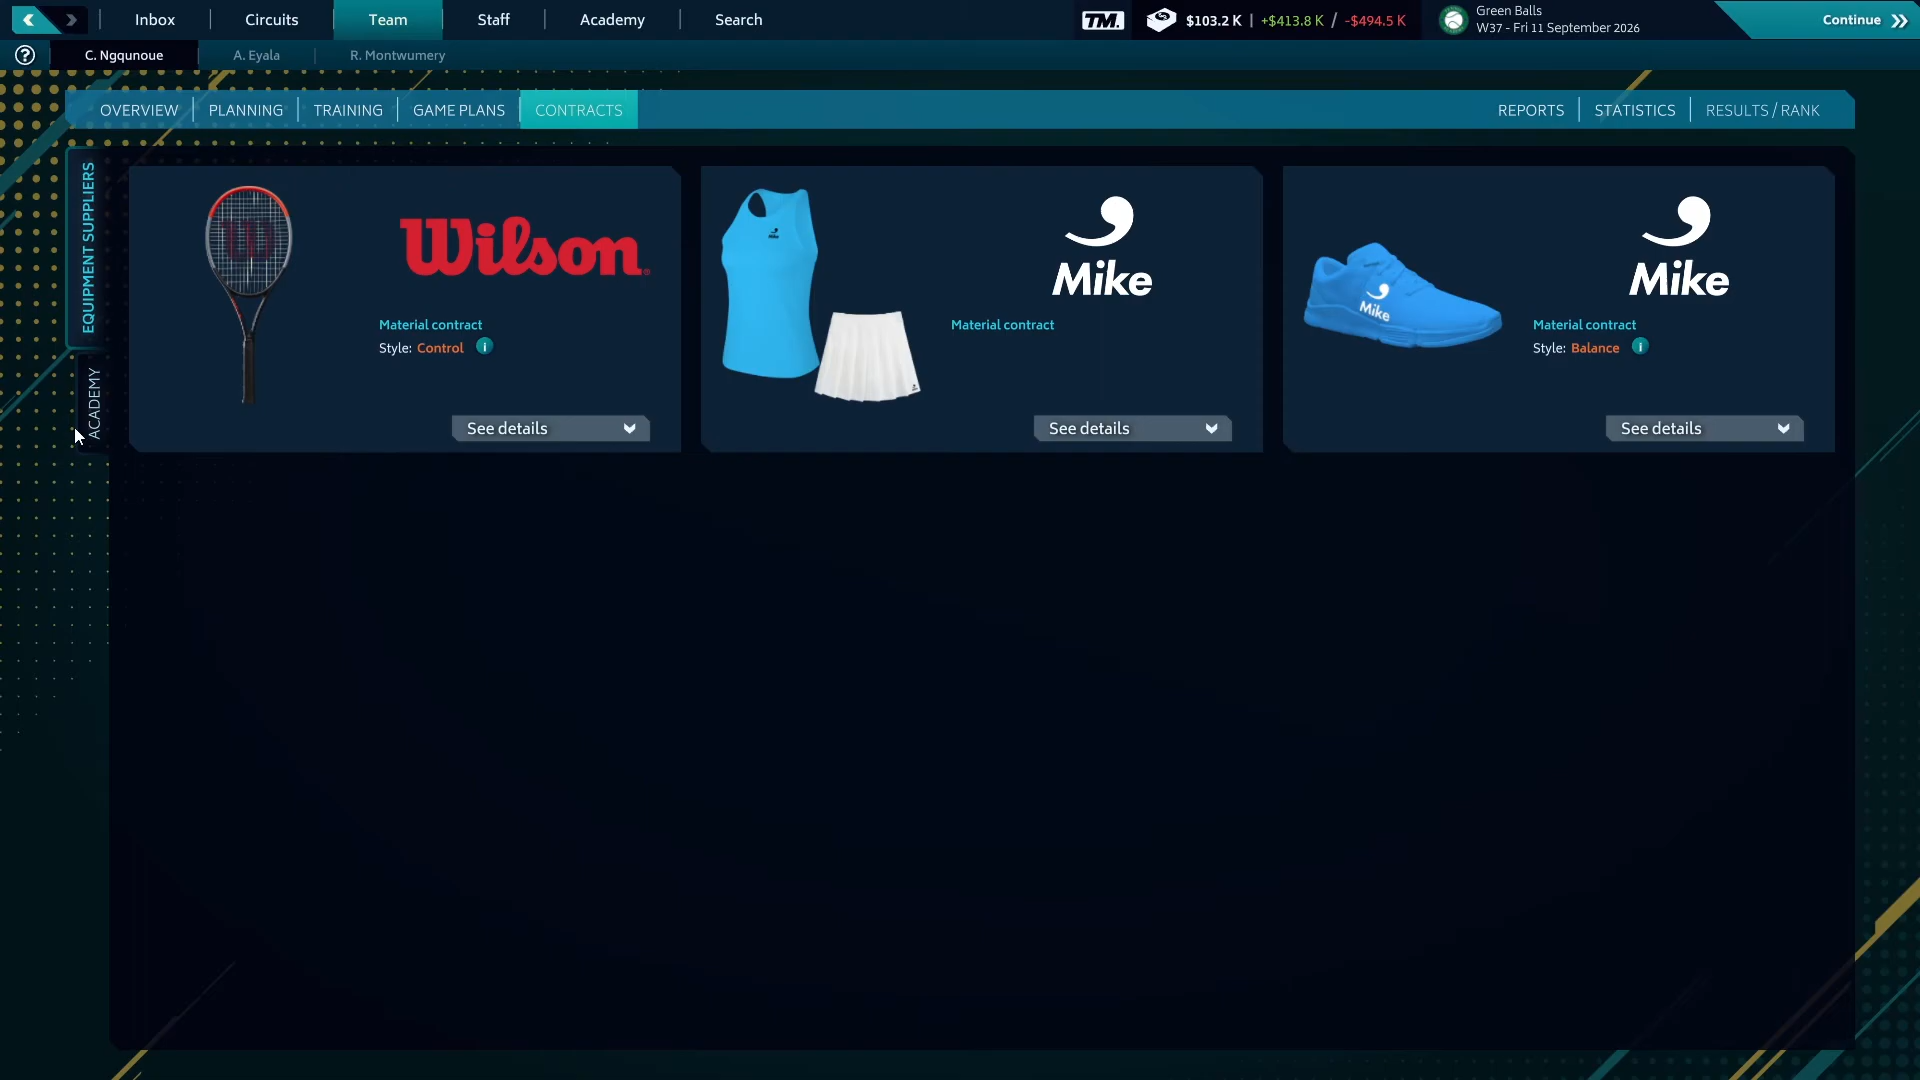 Inbox
Circuits
Team
Staff
Academy
Search
TM.
$103.2 K | +$413.8 K / -$494.5 K
Green Balls
W37 - Fri 11 September 2026
Continue
?
C. Ngqunoue
A. Eyala
R. Montwumery
OVERVIEW
PLANNING
TRAINING
GAME PLANS
CONTRACTS
REPORTS
STATISTICS
RESULTS / RANK
EQUIPMENT SUPPLIERS
ACADEMY
Wilson
Material contract
Style: Control
i
See details
Mike
Material contract
See details
Mike
Mike
Material contract
Style: Balance
i
See details